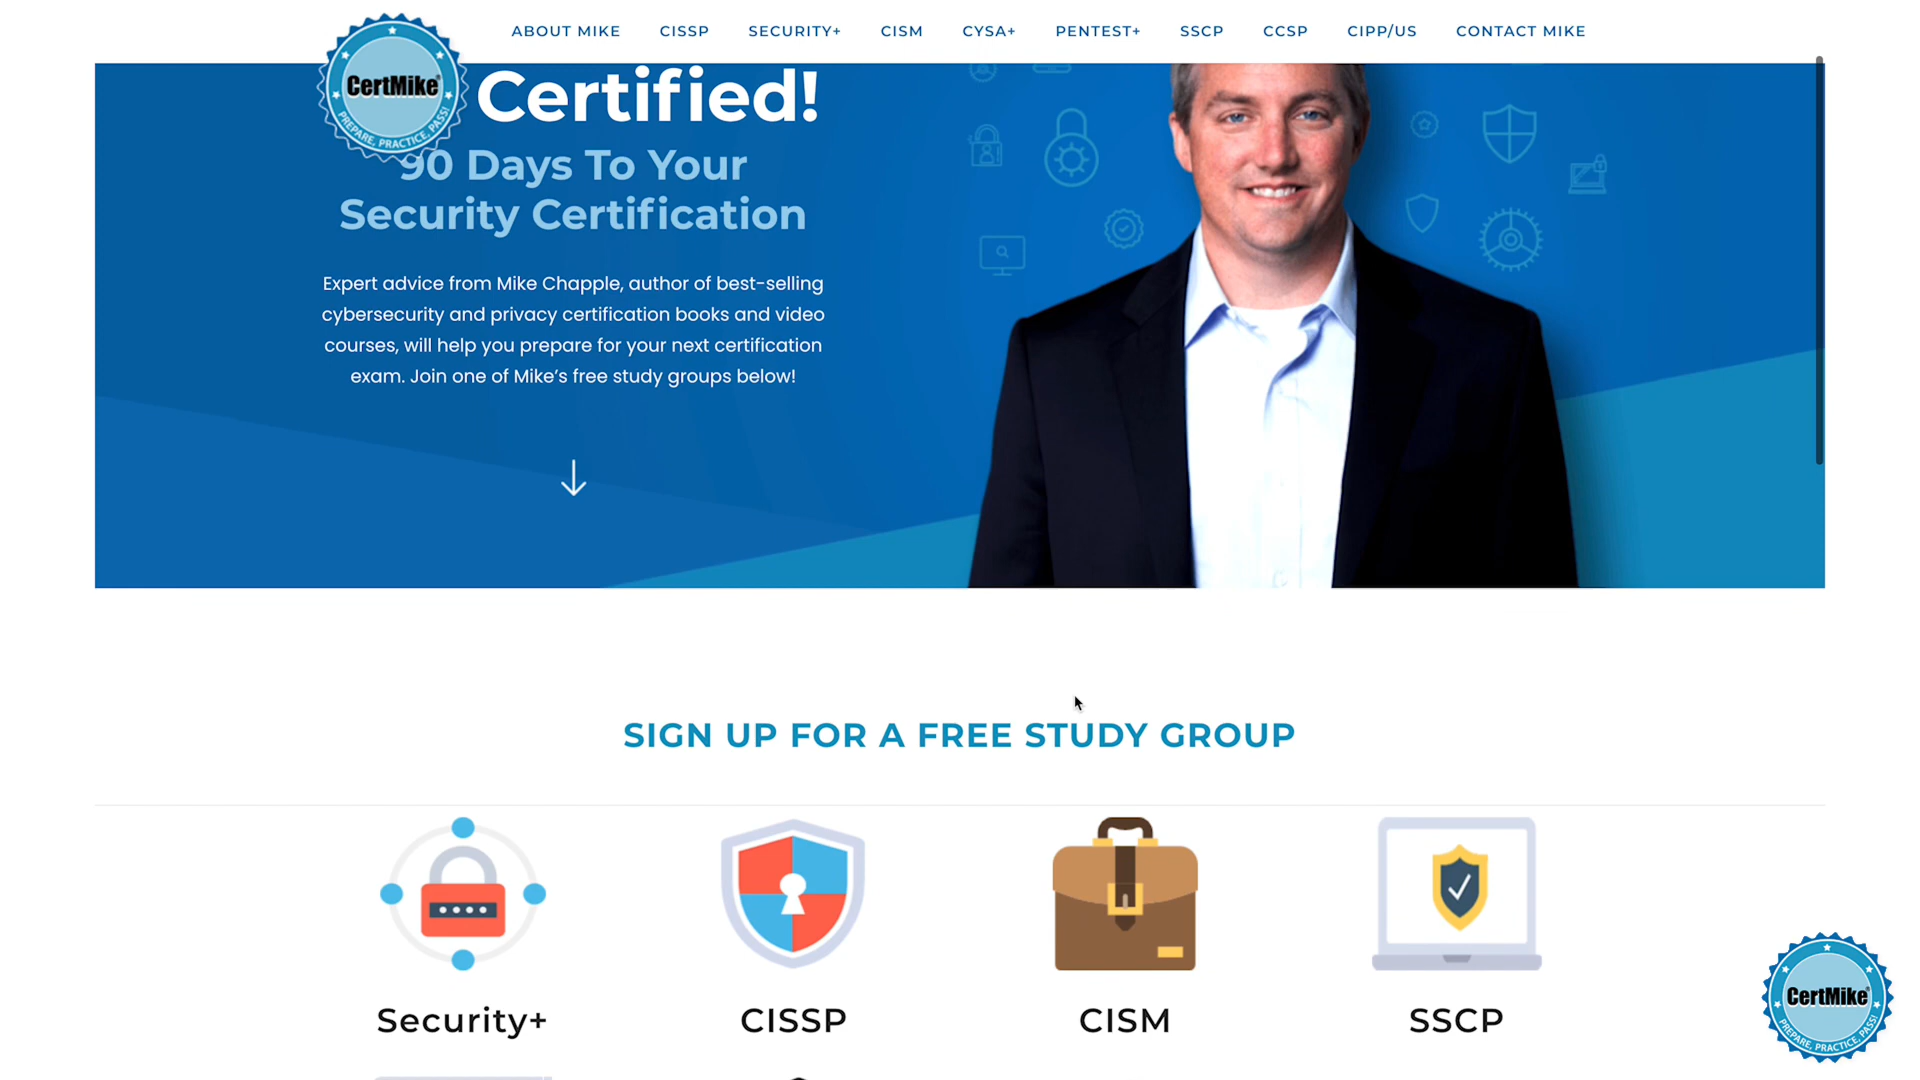 ABOUT MIKE CISSP SECURITY+ CISM CYSA+ PENTEST+ SSCP CCSP CIPP/US CONTACT MIKE
CertMike®
PREPARE, PRACTICE, PASS!
Certified!
90 Days To Your
Security Certification
Expert advice from Mike Chapple, author of best-selling
cybersecurity and privacy certification books and video
courses, will help you prepare for your next certification
exam. Join one of Mike’s free study groups below!
SIGN UP FOR A FREE STUDY GROUP
Security+ CISSP CISM SSCP
CertMike®
PREPARE, PRACTICE, PASS!